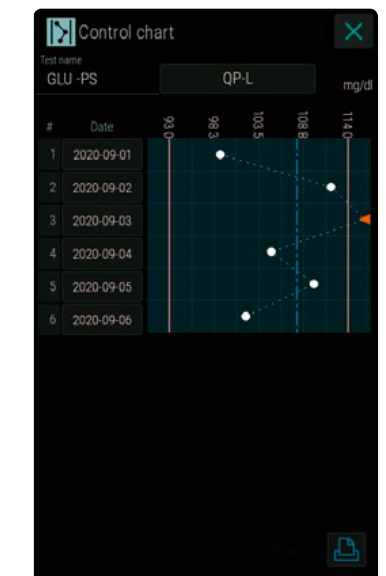 Control chart
Test name
GLU -PS
QP-L
mg/dl
# Date 93.0 98.3 103.5 108.8 114.0
1 2020-09-01
2 2020-09-02
3 2020-09-03
4 2020-09-04
5 2020-09-05
6 2020-09-06